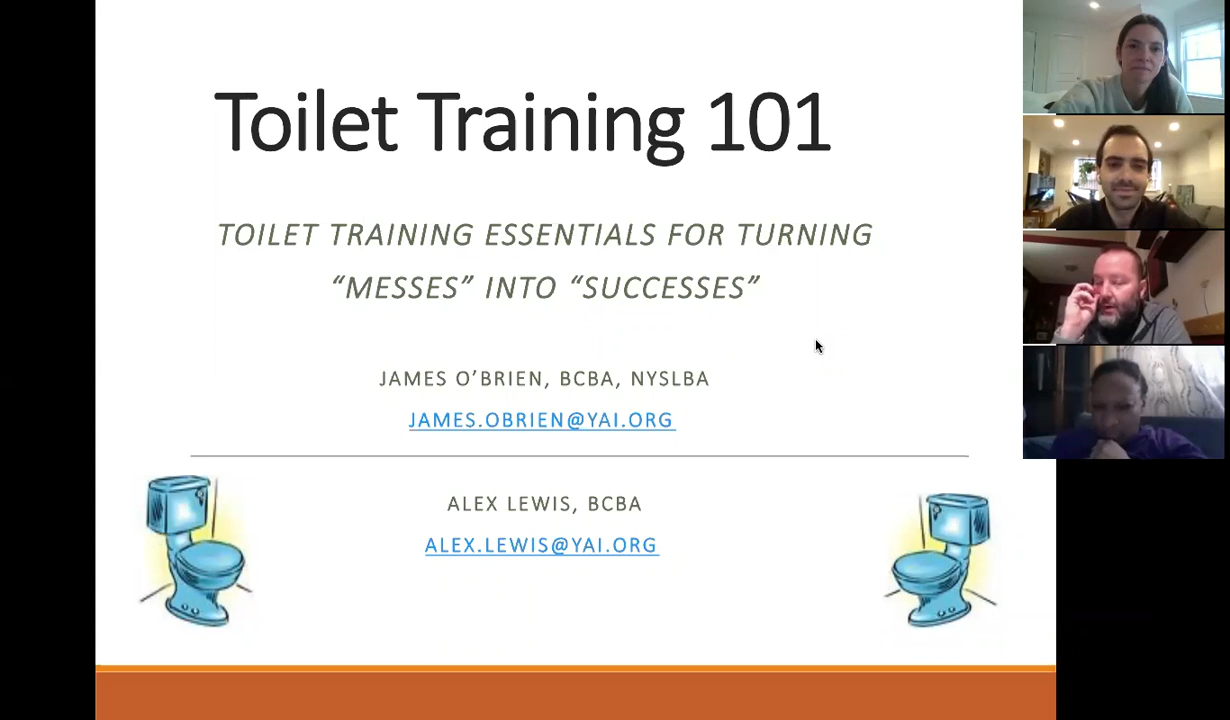 Toilet Training 101
TOILET TRAINING ESSENTIALS FOR TURNING
“MESSES” INTO “SUCCESSES”
JAMES O’BRIEN, BCBA, NYSLBA
JAMES.OBRIEN@YAI.ORG
ALEX LEWIS, BCBA
ALEX.LEWIS@YAI.ORG